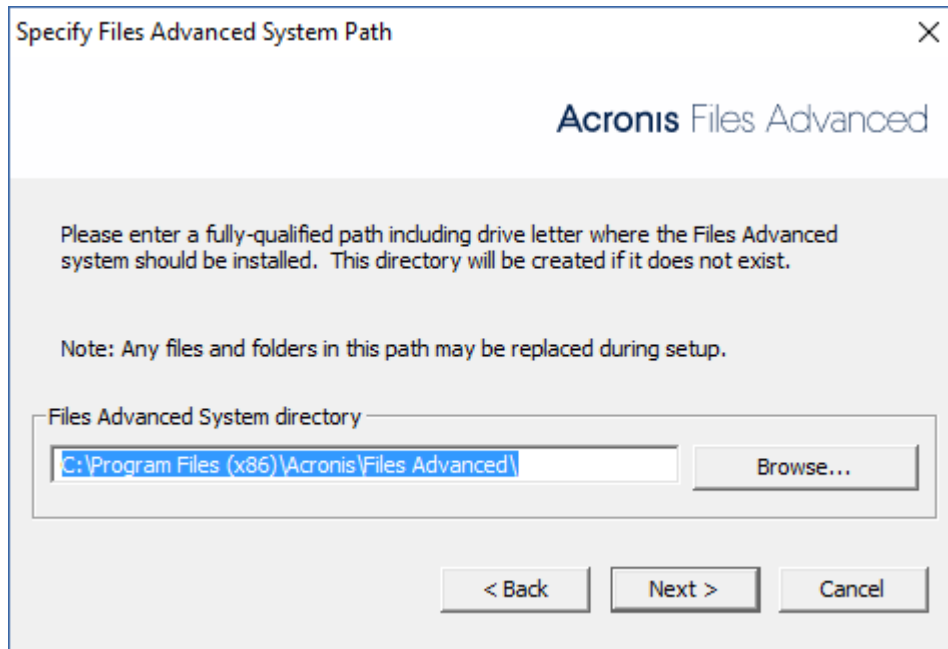 Specify Files Advanced System Path
Acronis Files Advanced
Please enter a fully-qualified path including drive letter where the Files Advanced
system should be installed.  This directory will be created if it does not exist.
Note: Any files and folders in this path may be replaced during setup.
Files Advanced System directory
C:\Program Files (x86)\Acronis\Files Advanced\
Browse...
< Back
Next >
Cancel